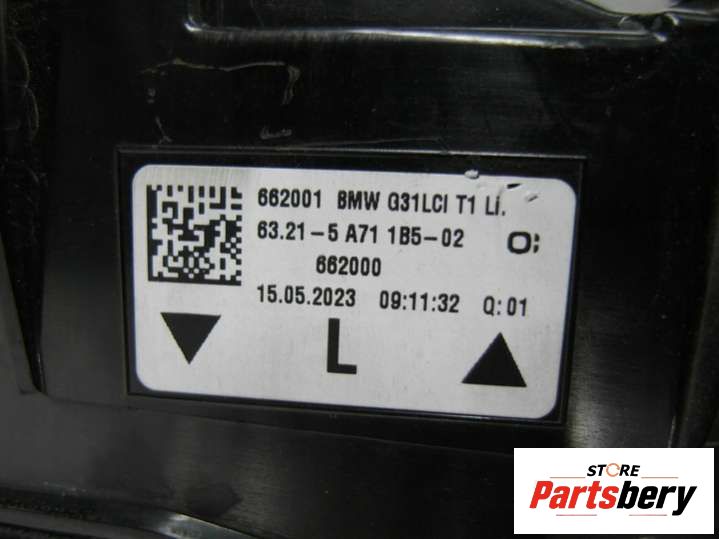 662001 BMW G31LCI T1 Li.
63.21-5 A71 1B5-02
662000
15.05.2023 09:11:32 Q:01
L
STORE
Partsbery